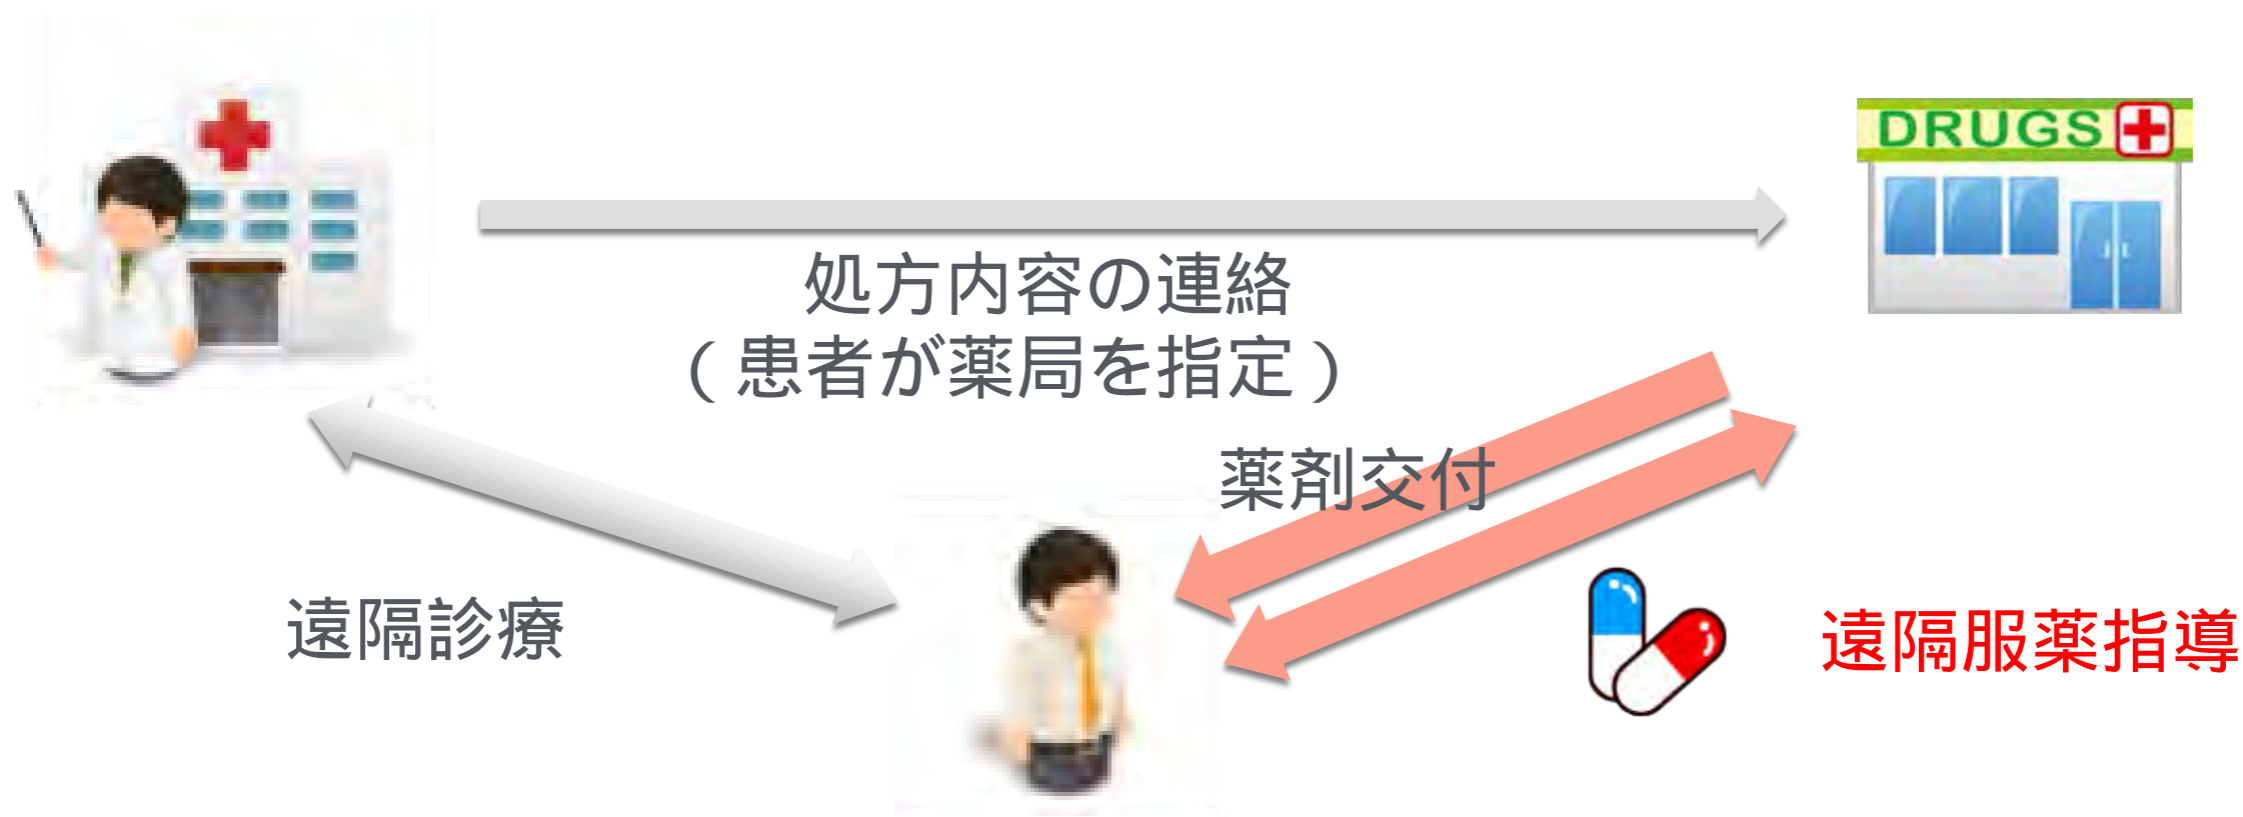 DRUGS
処方内容の連絡
(患者が薬局を指定)
薬剤交付
遠隔診療
遠隔服薬指導